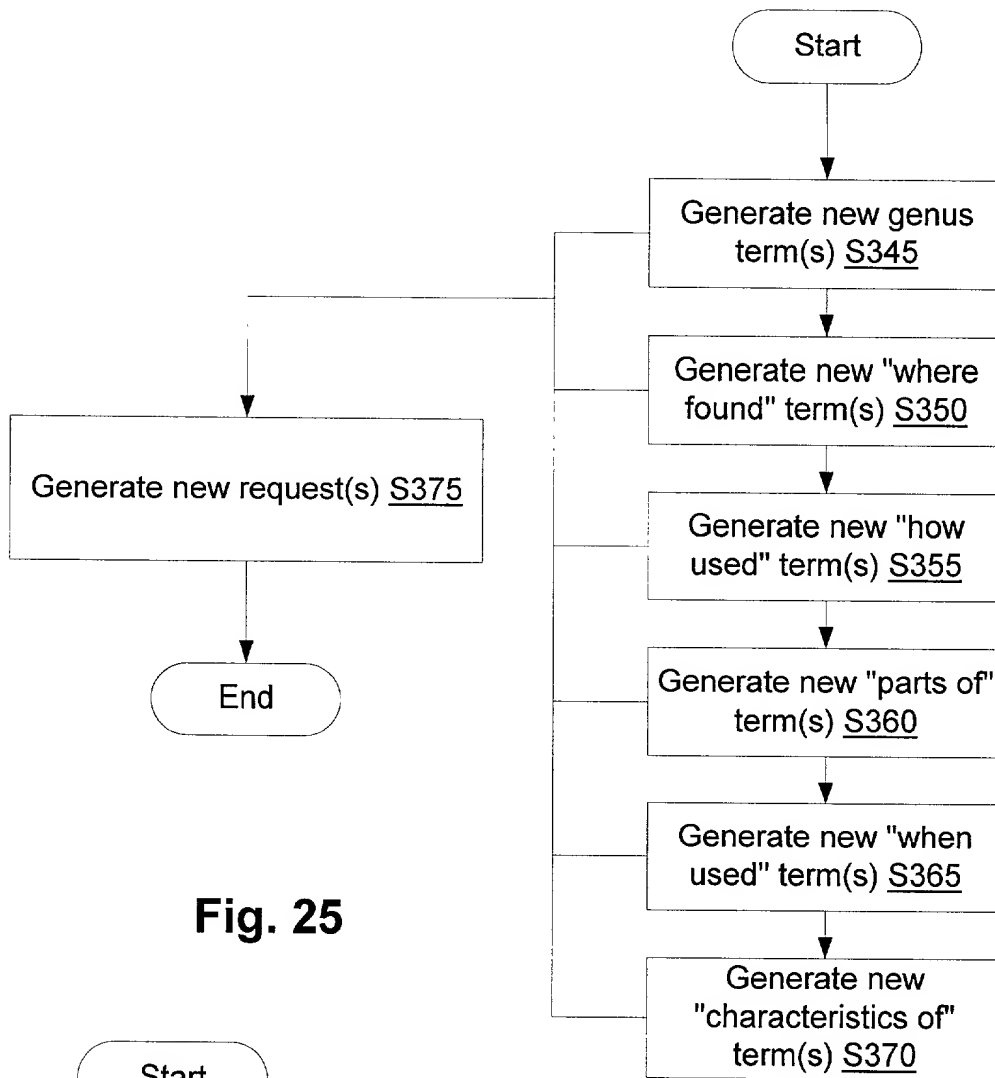 Start
Generate new genus
term(s) S345
Generate new "where
found" term(s) S350
Generate new "how
used" term(s) S355
Generate new "parts of"
term(s) S360
Generate new "when
used" term(s) S365
Generate new
"characteristics of"
term(s) S370
Generate new request(s) S375
End
Fig. 25
Start